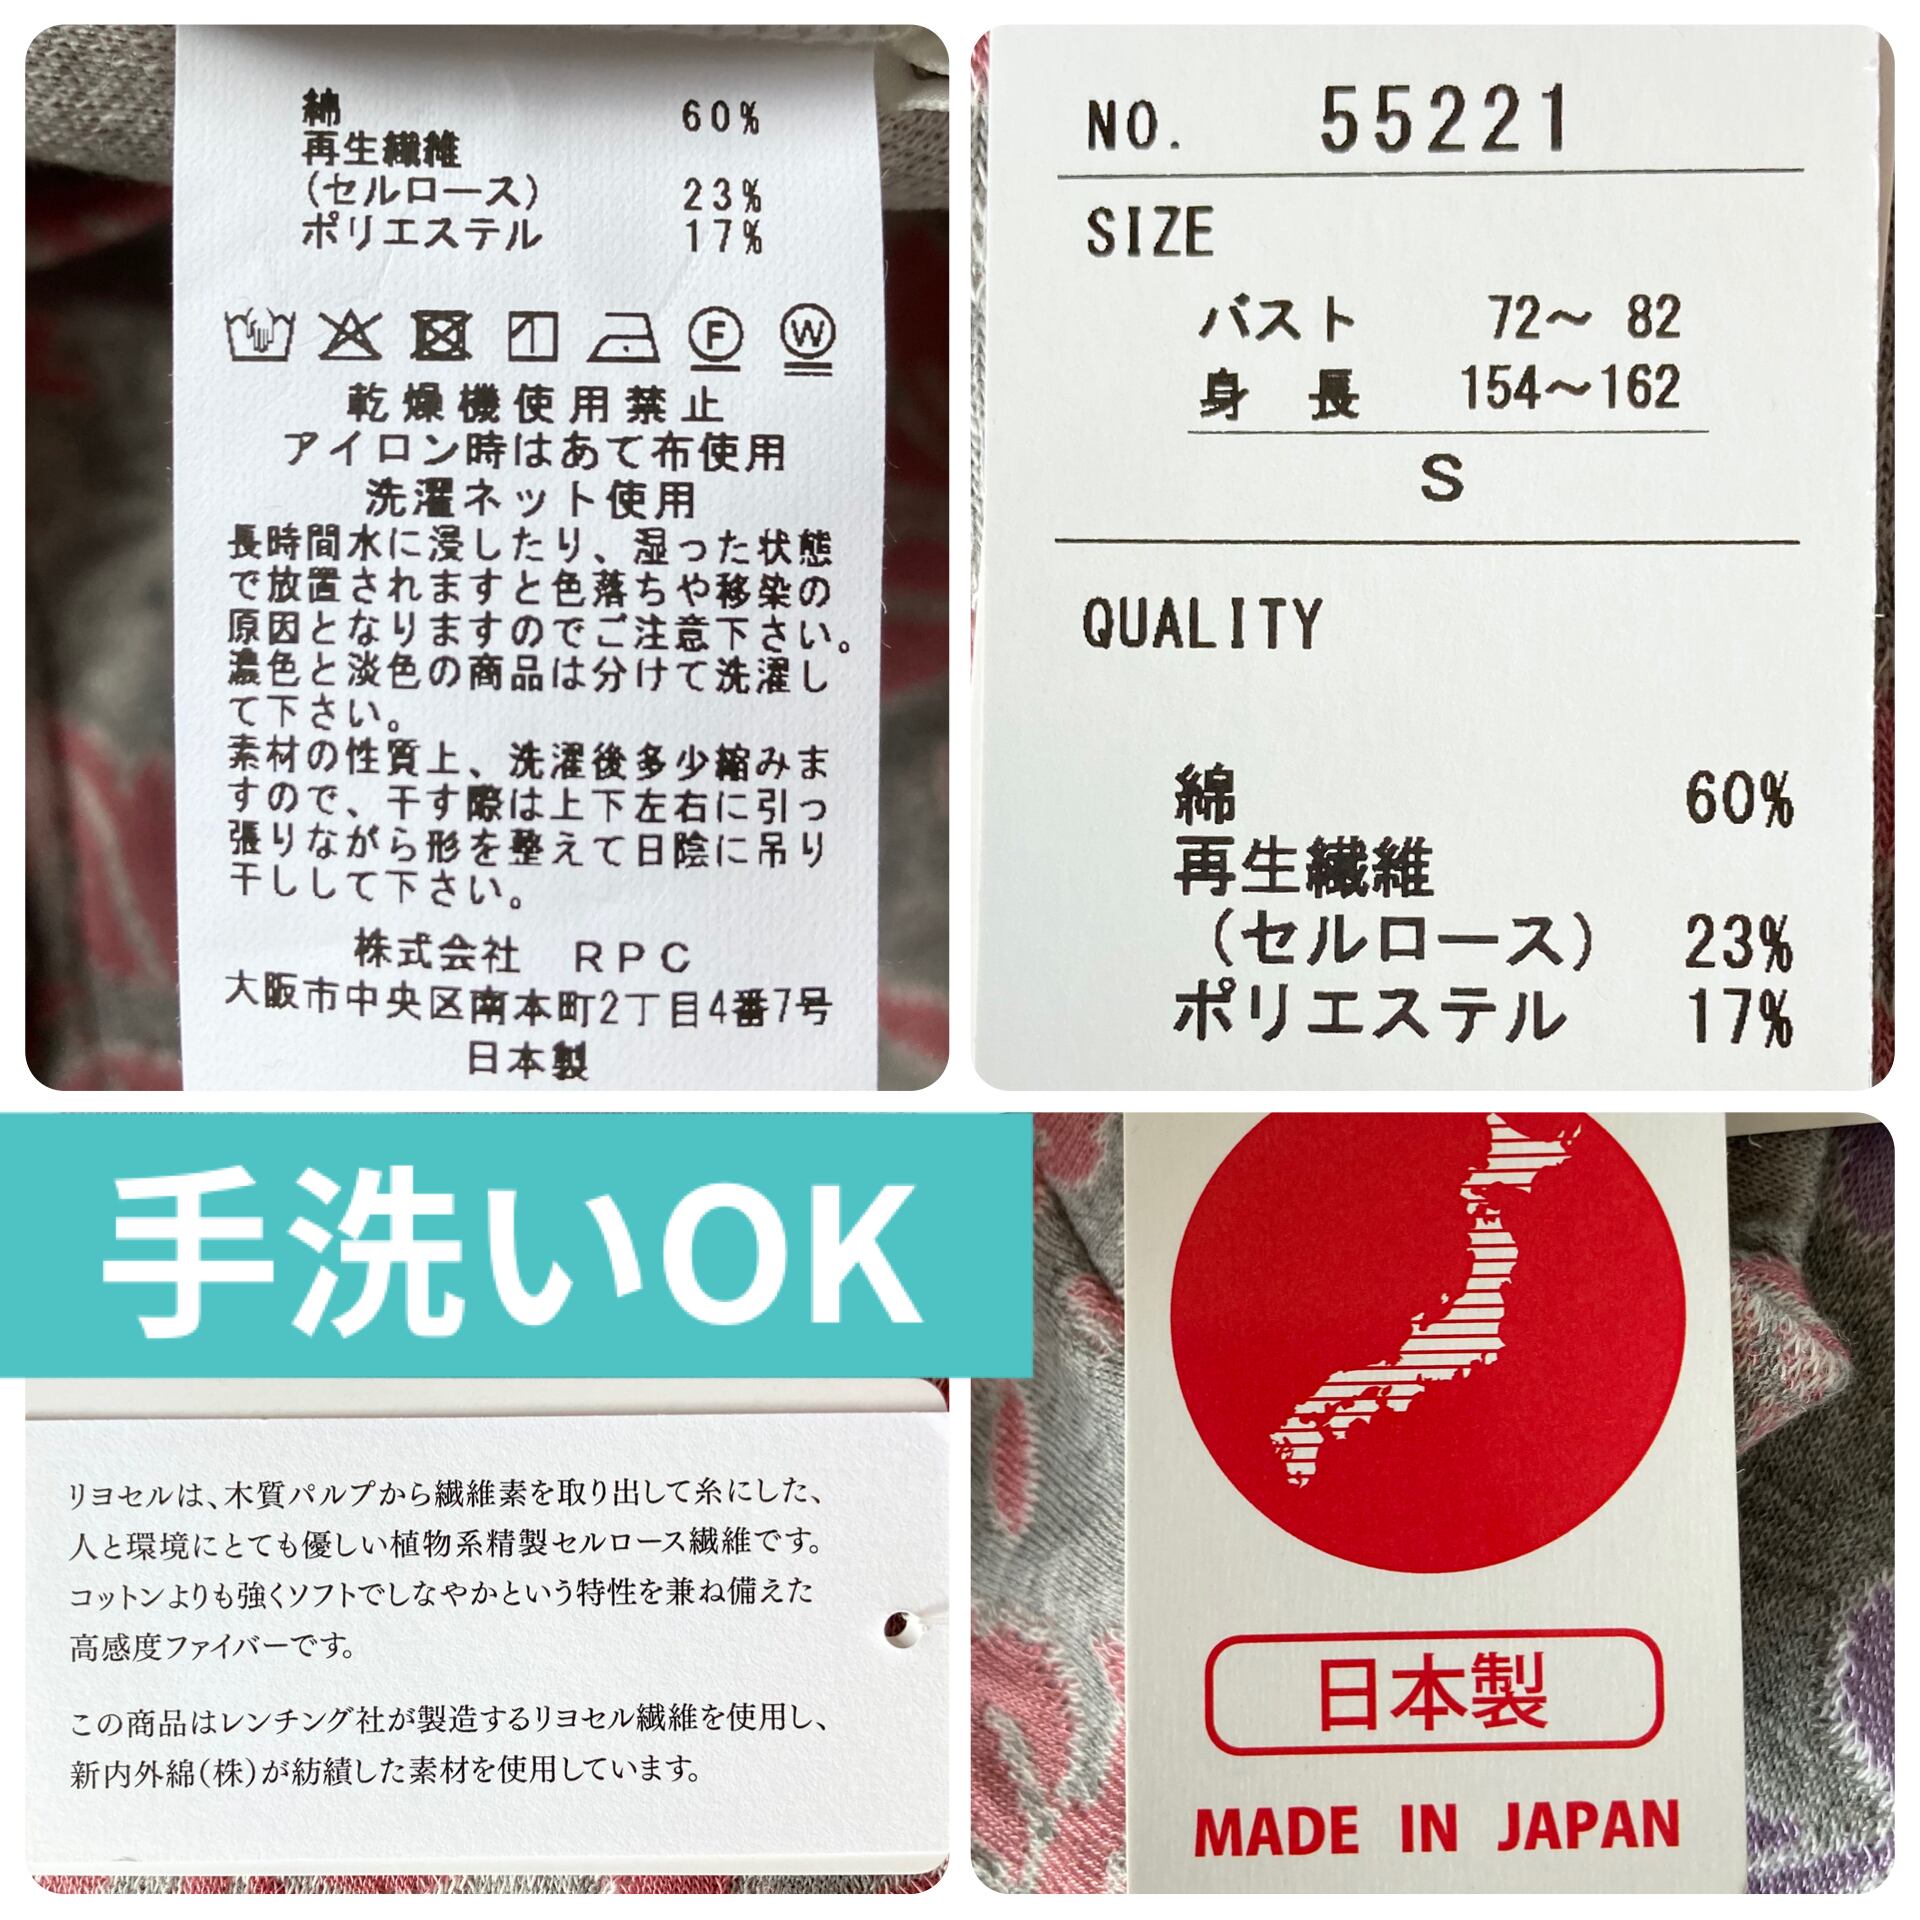 綿 60%
再生繊維
(セルロース) 23%
ポリエステル 17%
F W
乾燥機使用禁止
アイロン時はあて布使用
洗濯ネット使用
長時間水に浸したり、湿った状態
で放置されますと色落ちや移染の
原因となりますのでご注意下さい。
濃色と淡色の商品は分けて洗濯し
て下さい。
素材の性質上、洗濯後多少縮みま
すので、干す際は上下左右に引っ
張りながら形を整えて日陰に吊り
干しして下さい。
株式会社 RPC
大阪市中央区南本町2丁目4番7号
日本製
NO. 55221
SIZE
バスト 72〜 82
身 長 154〜162
S
QUALITY
綿 60%
再生繊維
(セルロース) 23%
ポリエステル 17%
手洗いOK
リヨセルは、木質パルプから繊維素を取り出して糸にした、
人と環境にとても優しい植物系精製セルロース繊維です。
コットンよりも強くソフトでしなやかという特性を兼ね備えた
高感度ファイバーです。
この商品はレンチング社が製造するリヨセル繊維を使用し、
新内外綿(株)が紡績した素材を使用しています。
日本製
MADE IN JAPAN